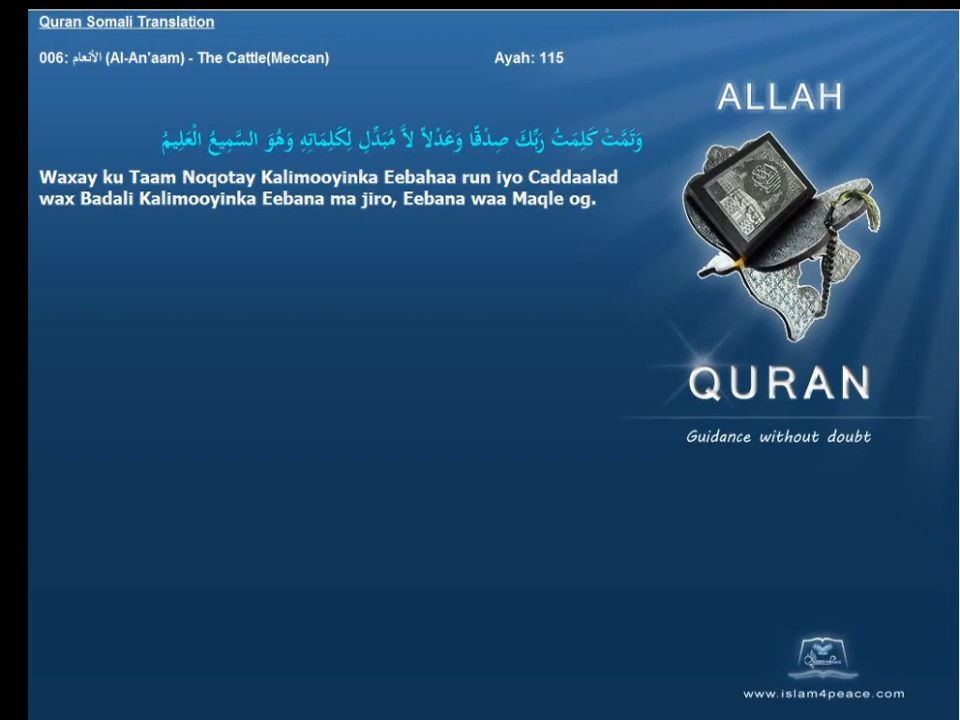 Quran Somali Translation
006: الأنعام (Al-An'aam) - The Cattle(Meccan) Ayah: 115
وَتَمَّتْ كَلِمَتُ رَبِّكَ صِدْقًا وَعَدْلاً لاَّ مُبَدِّلِ لِكَلِمَاتِهِ وَهُوَ السَّمِيعُ الْعَلِيمُ
Waxay ku Taam Noqotay Kalimooyinka Eebahaa run iyo Caddaalad
wax Badali Kalimooyinka Eebana ma jiro, Eebana waa Maqle og.
ALLAH
QURAN
Guidance without doubt
www.islam4peace.com